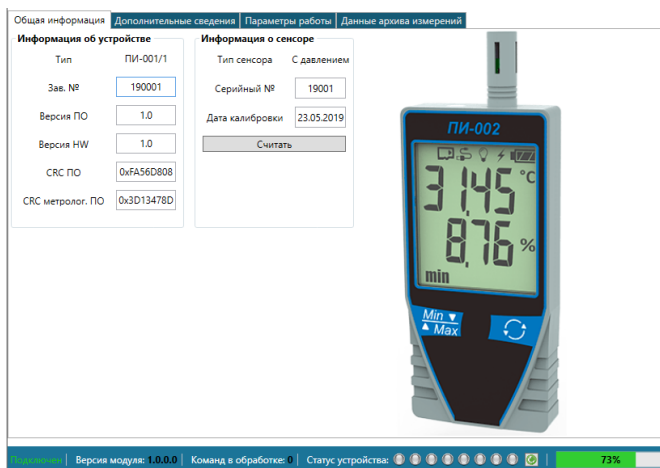 Общая информация Дополнительные сведения Параметры работы Данные архива измерений
Информация об устройстве
Тип ПИ-001/1
Зав. № 190001
Версия ПО 1.0
Версия HW 1.0
CRC ПО 0xFA56D808
CRC метролог. ПО 0x3D13478D
Информация о сенсоре
Тип сенсора С давлением
Серийный № 19001
Дата калибровки 23.05.2019
Считать
ПИ-002
31,45 °C
8,76 %
min
Min ▼
▲ Max
Подключен Версия модуля: 1.0.0.0 Команд в обработке: 0 Статус устройства: 73%